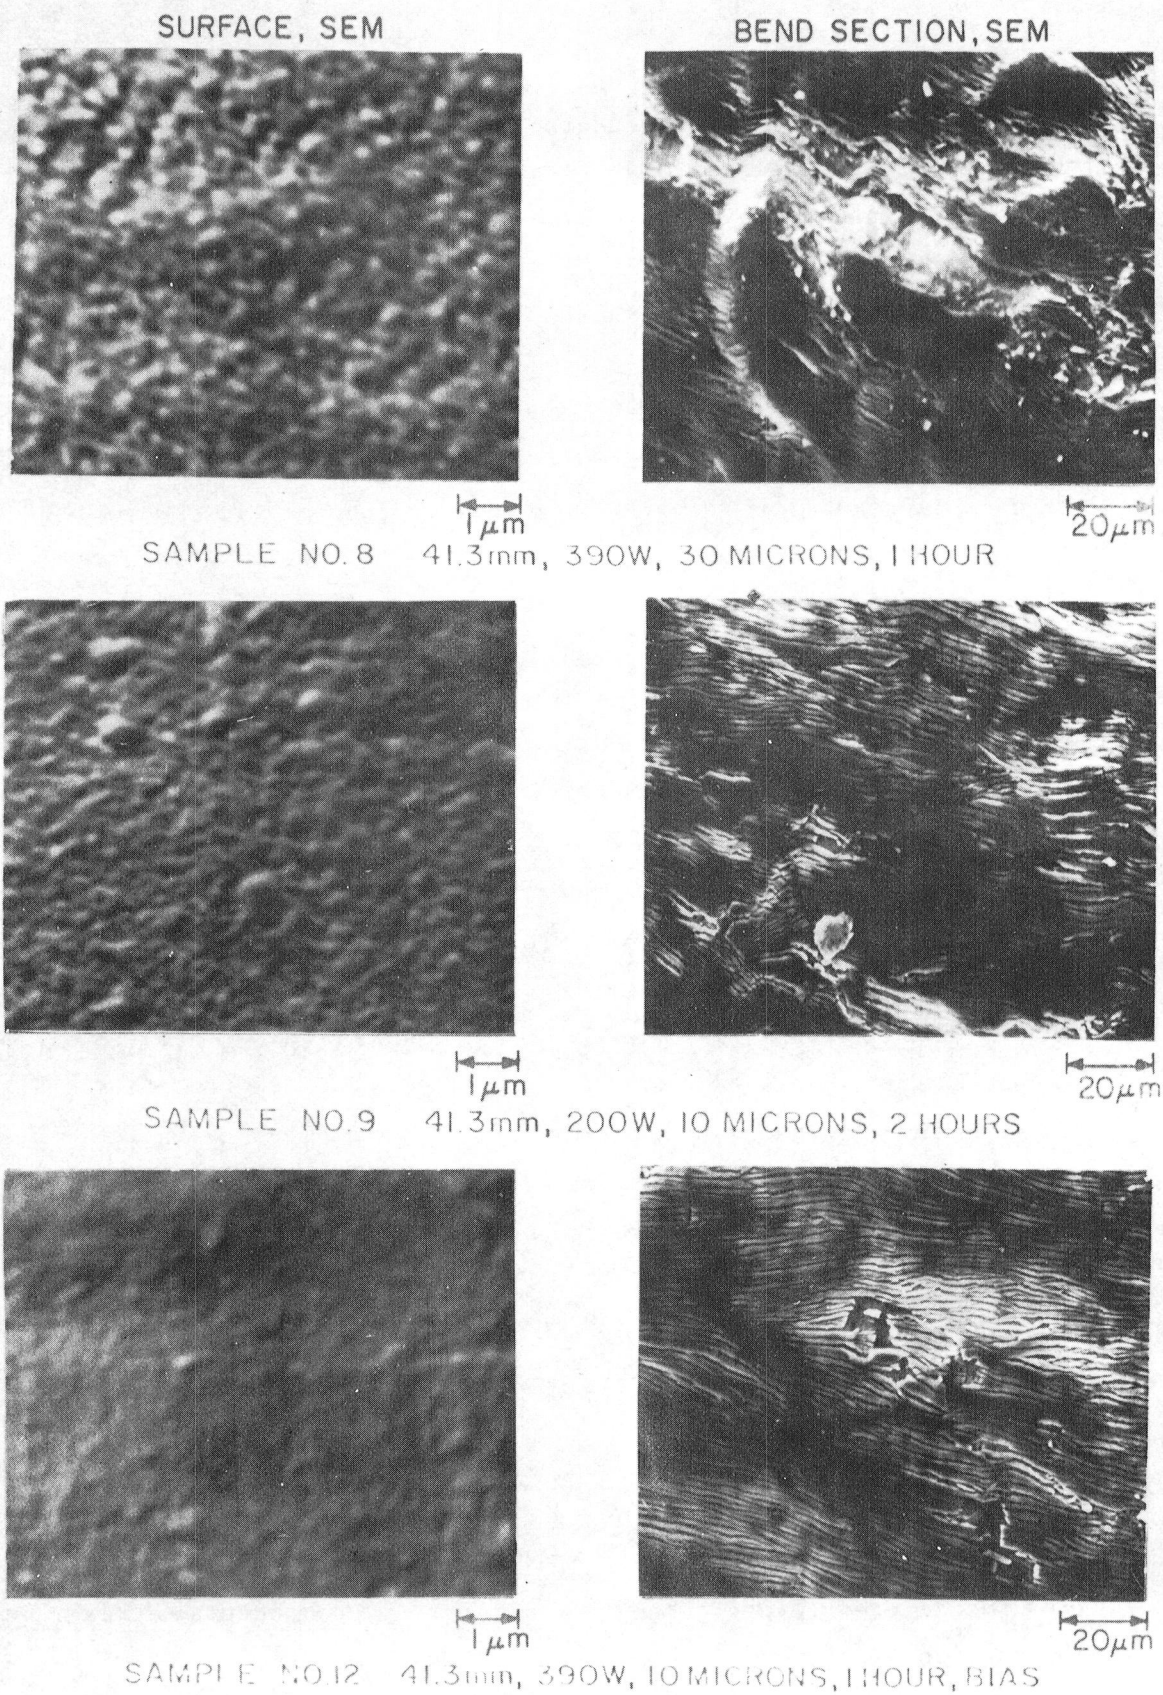 SURFACE, SEM
BEND SECTION, SEM
1 μm
20 μm
SAMPLE NO. 8 41.3mm, 390W, 30 MICRONS, 1 HOUR
1 μm
20 μm
SAMPLE NO. 9 41.3mm, 200W, 10 MICRONS, 2 HOURS
1 μm
20 μm
SAMPLE NO. 12 41.3mm, 390W, 10 MICRONS, 1 HOUR, BIAS